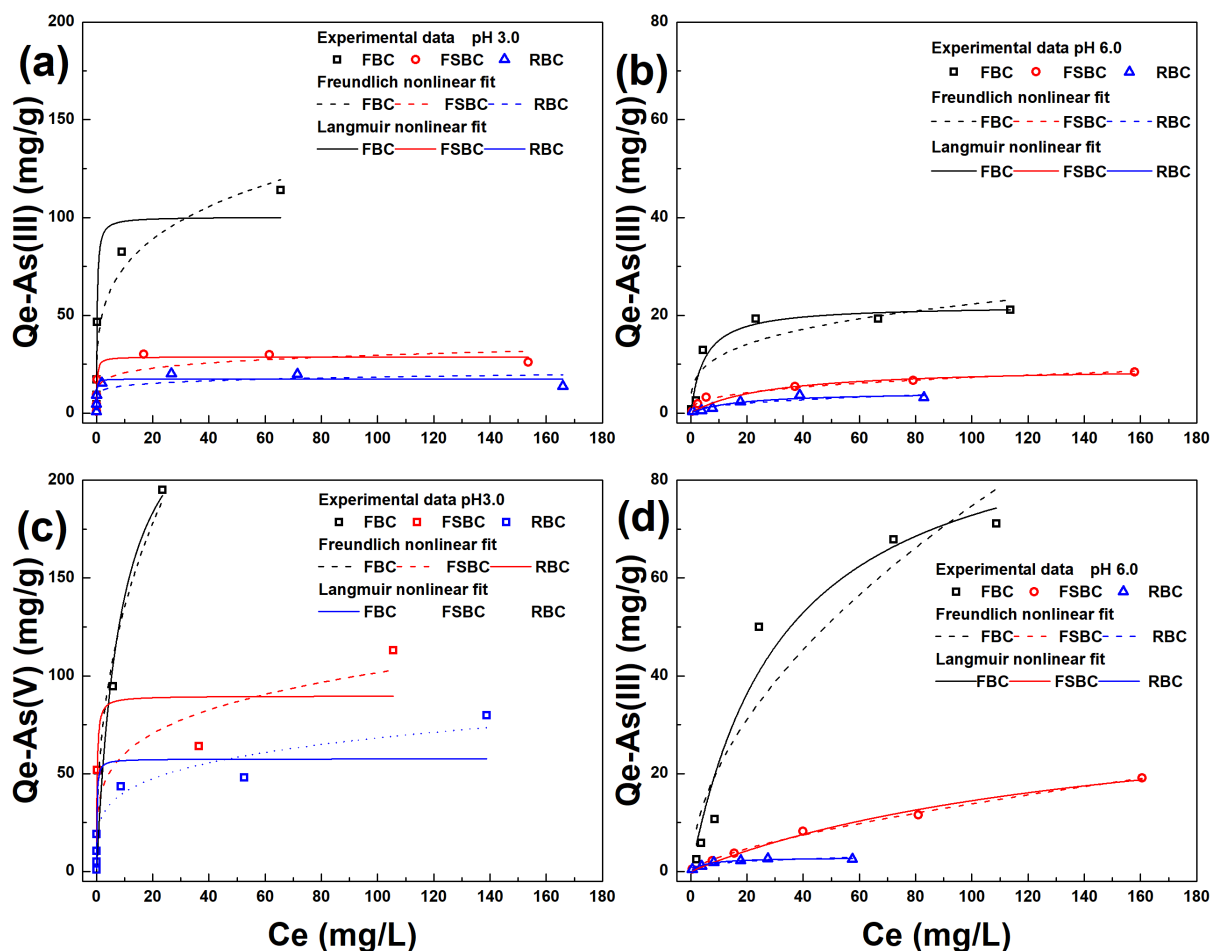 (a)
Qe-As(III) (mg/g)
200
150
100
50
0
0 20 40 60 80 100 120 140 160 180
Experimental data pH 3.0
FBC FSBC RBC
Freundlich nonlinear fit
FBC FSBC RBC
Langmuir nonlinear fit
FBC FSBC RBC
(b)
Qe-As(III) (mg/g)
80
60
40
20
0
0 20 40 60 80 100 120 140 160 180
Experimental data pH 6.0
FBC FSBC RBC
Freundlich nonlinear fit
FBC FSBC RBC
Langmuir nonlinear fit
FBC FSBC RBC
(c)
Qe-As(V) (mg/g)
200
150
100
50
0
0 20 40 60 80 100 120 140 160 180
Ce (mg/L)
Experimental data pH3.0
FBC FSBC RBC
Freundlich nonlinear fit
FBC FSBC RBC
Langmuir nonlinear fit
FBC FSBC RBC
(d)
Qe-As(III) (mg/g)
80
60
40
20
0
0 20 40 60 80 100 120 140 160 180
Ce (mg/L)
Experimental data pH 6.0
FBC FSBC RBC
Freundlich nonlinear fit
FBC FSBC RBC
Langmuir nonlinear fit
FBC FSBC RBC